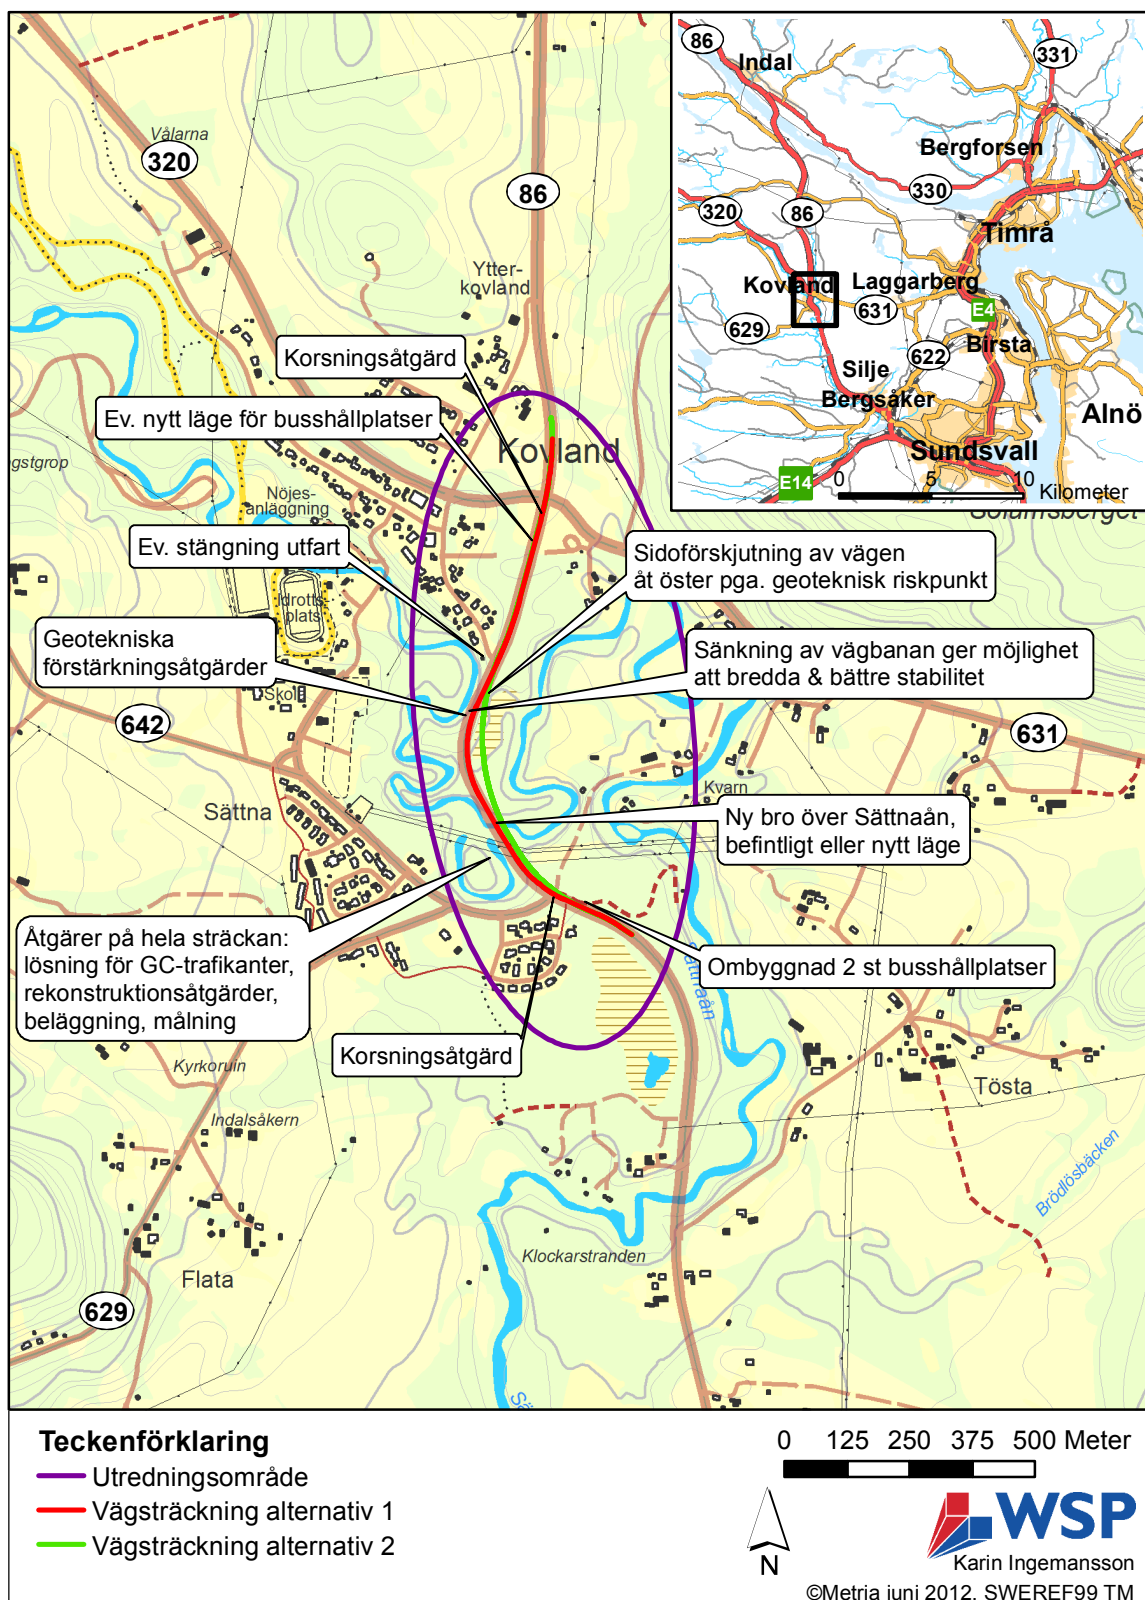 Vålarna
320
86
Ytter-
kovland
Korsningsåtgärd
Ev. nytt läge för busshållplatser
Kovland
Nöjes-
anläggning
Ev. stängning utfart
Sidoförskjutning av vägen
åt öster pga. geoteknisk riskpunkt
Idrotts-
plats
Geotekniska
förstärkningsåtgärder
Sänkning av vägbanan ger möjlighet
att bredda & bättre stabilitet
Skol
642
631
Sättna
Kvarn
Ny bro över Sättnaån,
befintligt eller nytt läge
Åtgärer på hela sträckan:
lösning för GC-trafikanter,
rekonstruktionsåtgärder,
beläggning, målning
Ombyggnad 2 st busshållplatser
Korsningsåtgärd
Kyrkoruin
Indalsåkern
Tösta
Brödlösbäcken
Klockarstranden
Flata
629
86
Indal
331
Bergforsen
330
320
86
Timrå
Kovland
Laggarberg
631
E4
629
Birsta
622
Silje
Bergsåker
Alnö
Sundsvall
E14
0 5 10
Kilometer
Teckenförklaring
Utredningsområde
Vägsträckning alternativ 1
Vägsträckning alternativ 2
0 125 250 375 500 Meter
N
WSP
Karin Ingemansson
©Metria juni 2012, SWEREF99 TM